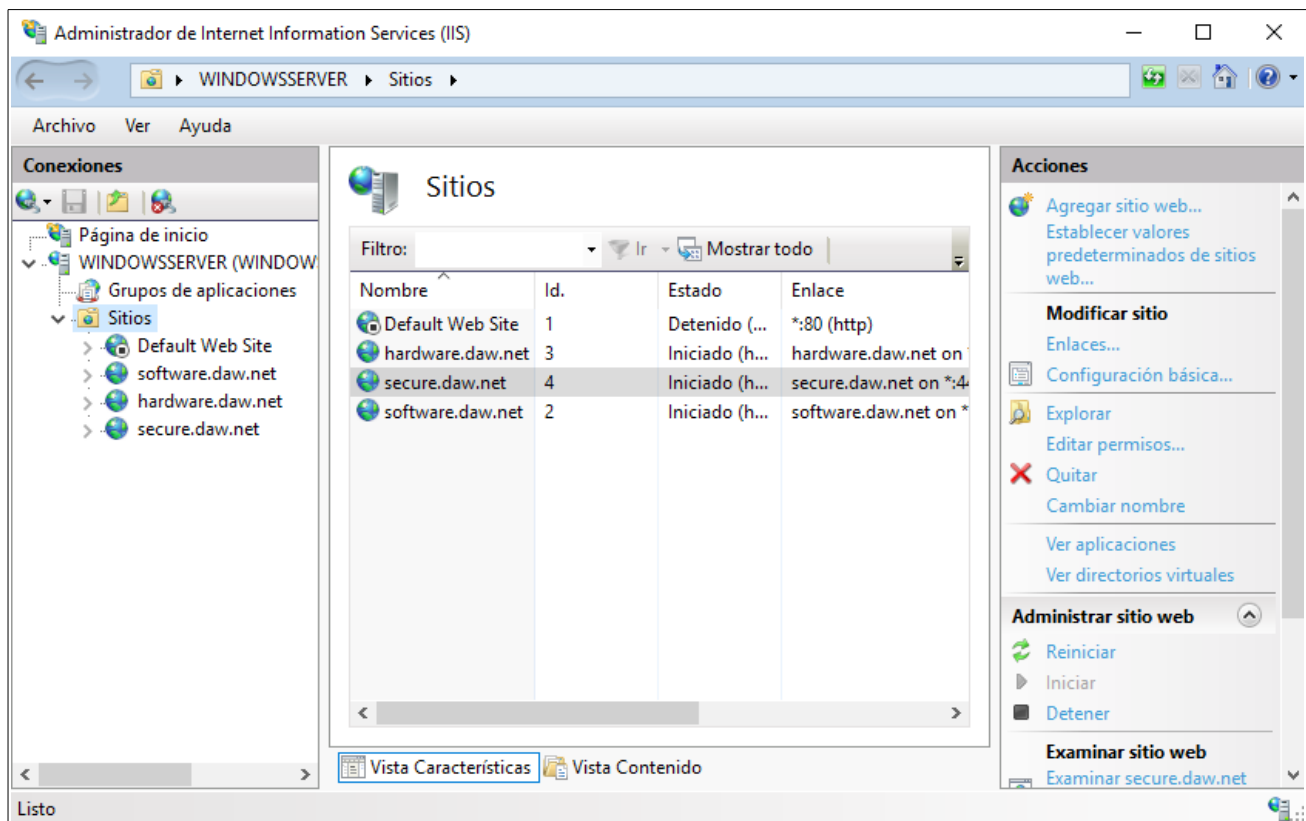 Administrador de Internet Information Services (IIS)
WINDOWSSERVER Sitios
Archivo Ver Ayuda
Conexiones
Página de inicio
WINDOWSSERVER (WINDOW
Grupos de aplicaciones
Sitios
Default Web Site
software.daw.net
hardware.daw.net
secure.daw.net
Sitios
Filtro: Ir Mostrar todo
Nombre Id. Estado Enlace
Default Web Site 1 Detenido (... *:80 (http)
hardware.daw.net 3 Iniciado (h... hardware.daw.net on
secure.daw.net 4 Iniciado (h... secure.daw.net on *:4
software.daw.net 2 Iniciado (h... software.daw.net on *
Vista Características Vista Contenido
Acciones
Agregar sitio web...
Establecer valores
predeterminados de sitios
web...
Modificar sitio
Enlaces...
Configuración básica...
Explorar
Editar permisos...
Quitar
Cambiar nombre
Ver aplicaciones
Ver directorios virtuales
Administrar sitio web
Reiniciar
Iniciar
Detener
Examinar sitio web
Examinar secure.daw.net
Listo